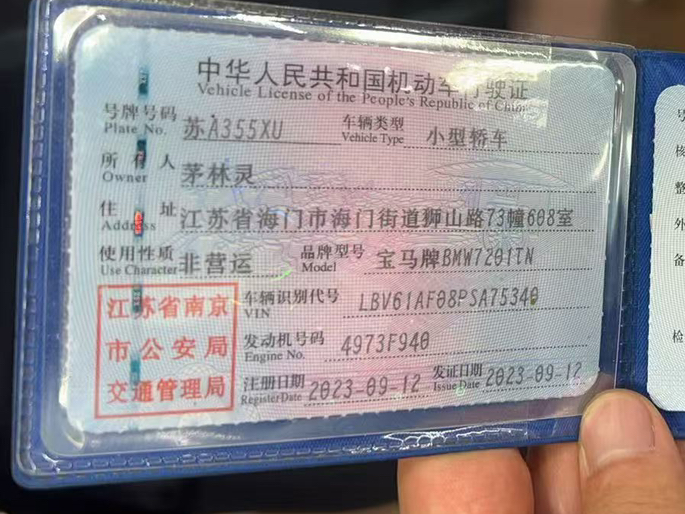 中华人民共和国机动车行驶证
Vehicle License of the People's Republic of China
号牌号码 苏A355XU 车辆类型 小型轿车
Plate No. Vehicle Type
所有人 茅林灵
Owner
住址 江苏省海门市海门街道狮山路73幢608室
Address
使用性质 非营运 品牌型号 宝马牌BMW7201TN
Use Character Model
江苏省南京
市公安局
交通管理局
车辆识别代号 LBV61AF08PSA75340
VIN
发动机号码 4973F940
Engine No.
注册日期 2023-09-12 发证日期 2023-09-12
Register Date Issue Date
号
核
整
外
备
检